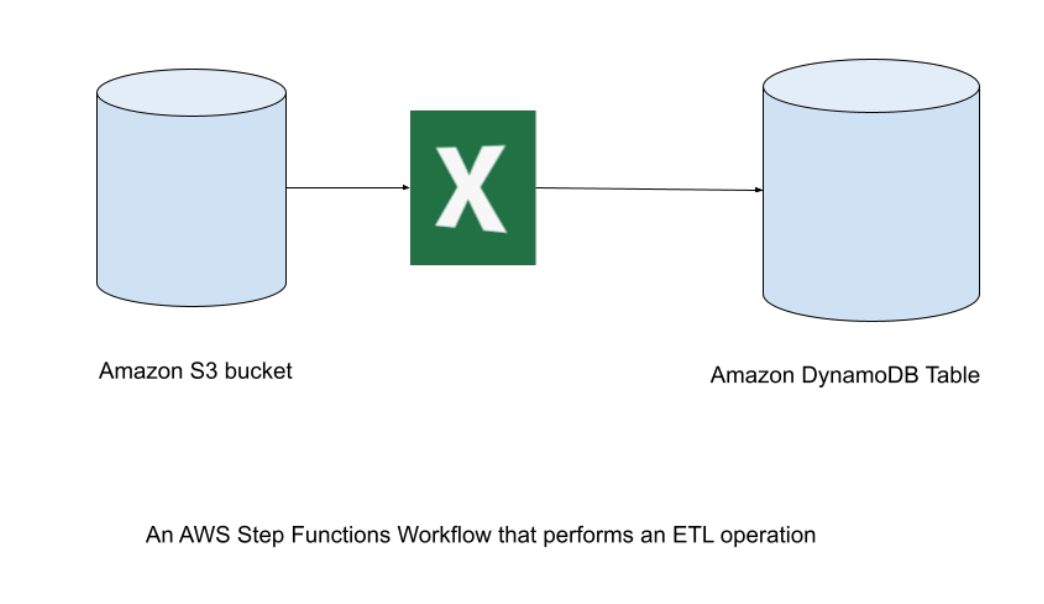 X
Amazon S3 bucket
Amazon DynamoDB Table
An AWS Step Functions Workflow that performs an ETL operation